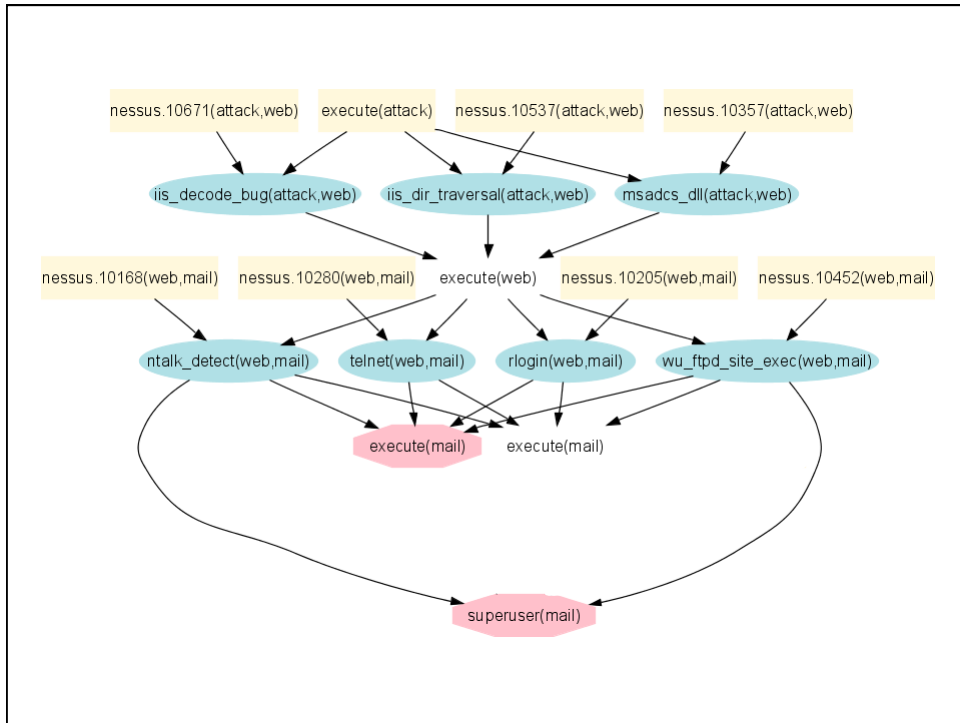 nessus.10671(attack,web)
execute(attack)
nessus.10537(attack,web)
nessus.10357(attack,web)
iis_decode_bug(attack,web)
iis_dir_traversal(attack,web)
msadcs_dll(attack,web)
nessus.10168(web,mail)
nessus.10280(web,mail)
execute(web)
nessus.10205(web,mail)
nessus.10452(web,mail)
ntalk_detect(web,mail)
telnet(web,mail)
rlogin(web,mail)
wu_ftpd_site_exec(web,mail)
execute(mail)
execute(mail)
superuser(mail)